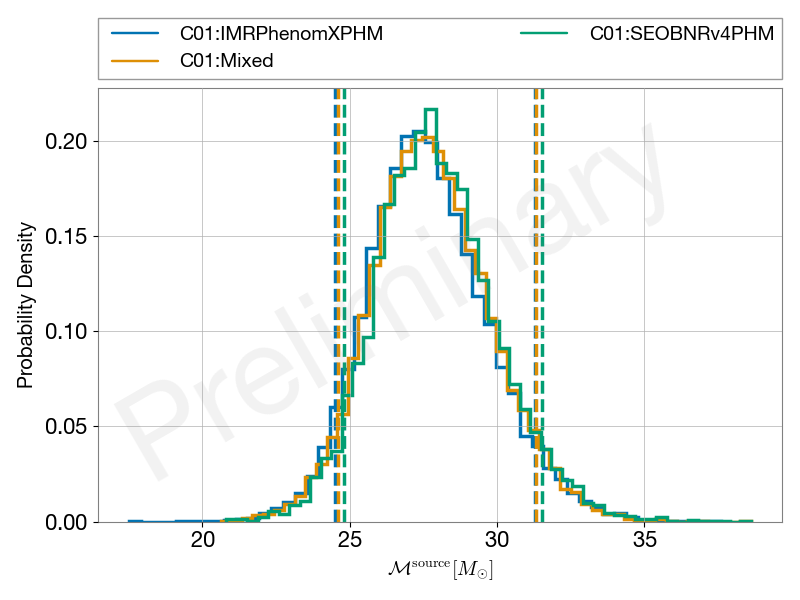 C01:IMRPhenomXPHM
C01:SEOBNRv4PHM
C01:Mixed
Preliminary
Probability Density
0.20
0.15
0.10
0.05
0.00
20
25
30
35
ℳ^source[M_⊙]